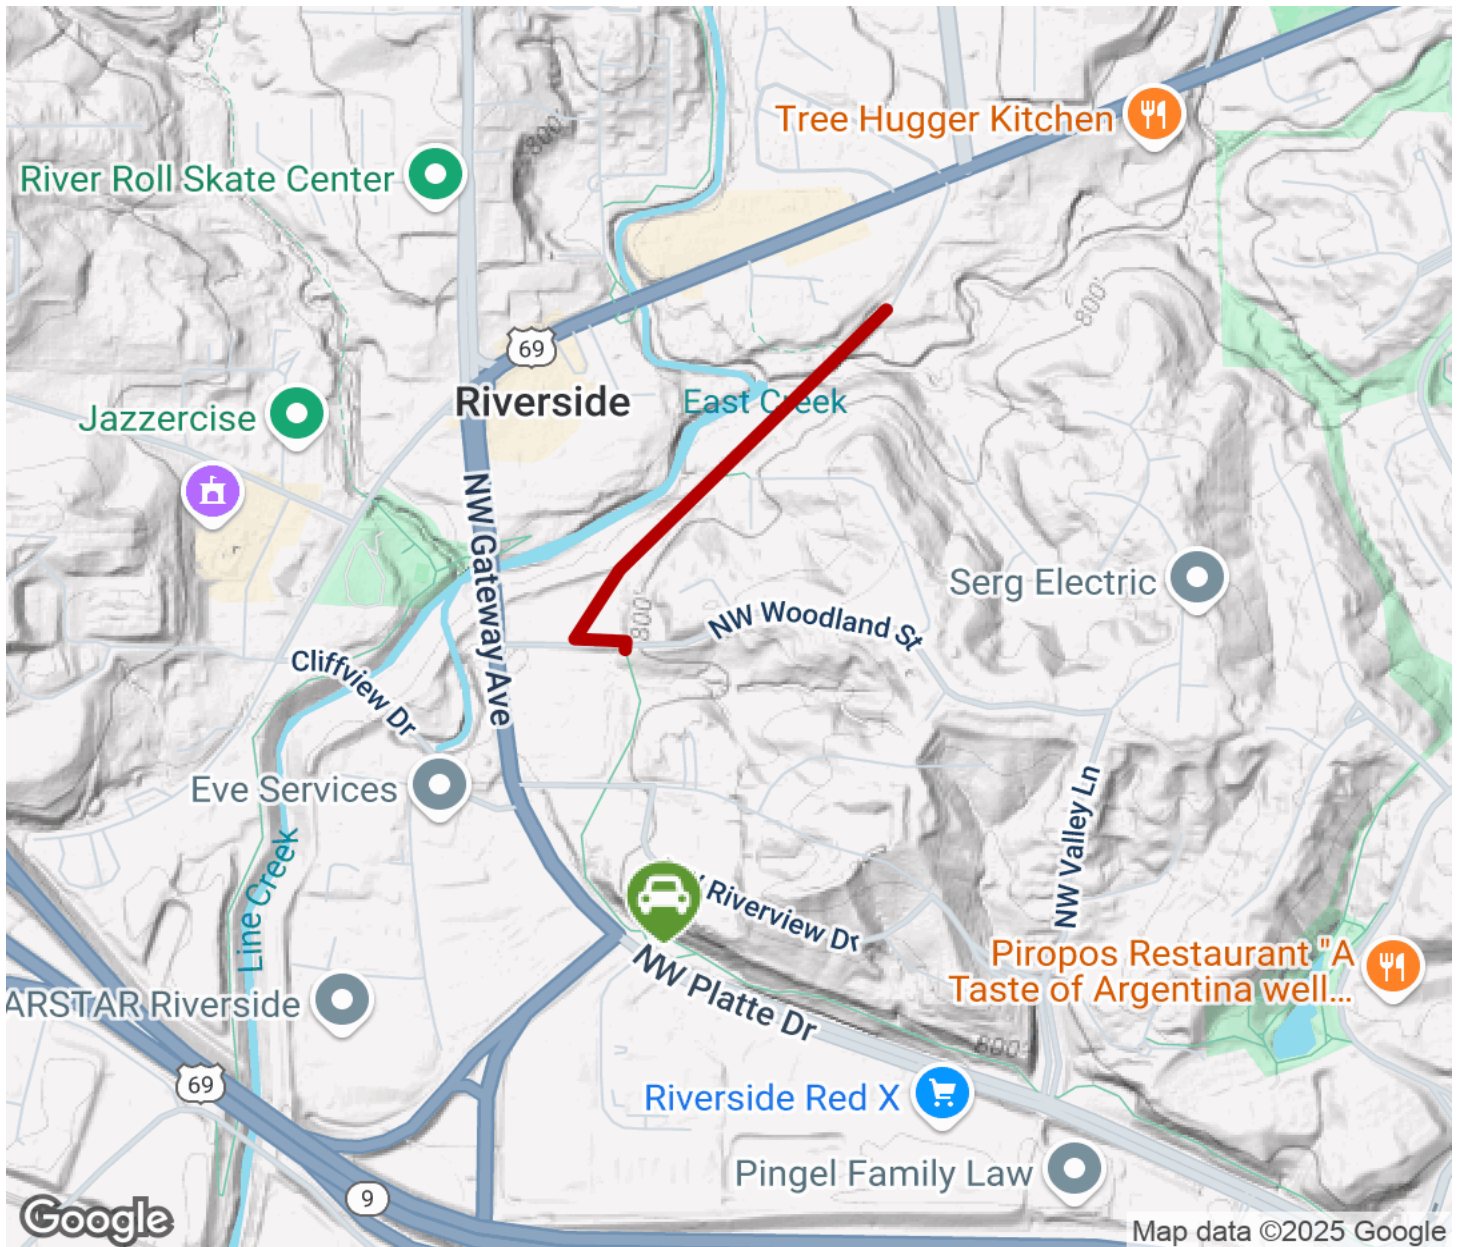 Tree Hugger Kitchen
800'
River Roll Skate Center
800'
69
Riverside
East Creek
Jazzercise
NW Gateway Ave
Serg Electric
800'
NW Woodland St
Cliffview Dr
Eve Services
NW Valley Ln
Line Creek
Riverview Dr
NW Platte Dr
Piropos Restaurant "A
Taste of Argentina well...
ARSTAR Riverside
800
69
Riverside Red X
Pingel Family Law
9
Google
Map data ©2025 Google